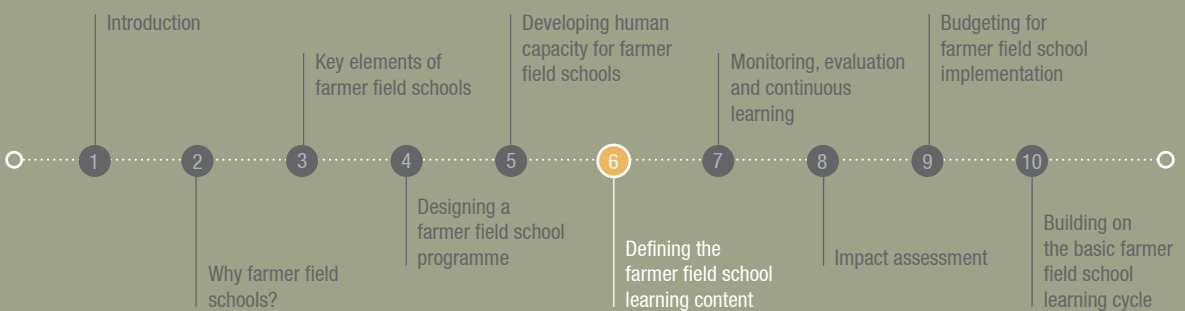 1
Introduction
2
Why farmer field
schools?
3
Key elements of
farmer field schools
4
Designing a
farmer field school
programme
5
Developing human
capacity for farmer
field schools
6
Defining the
farmer field school
learning content
7
Monitoring, evaluation
and continuous
learning
8
Impact assessment
9
Budgeting for
farmer field school
implementation
10
Building on
the basic farmer
field school
learning cycle